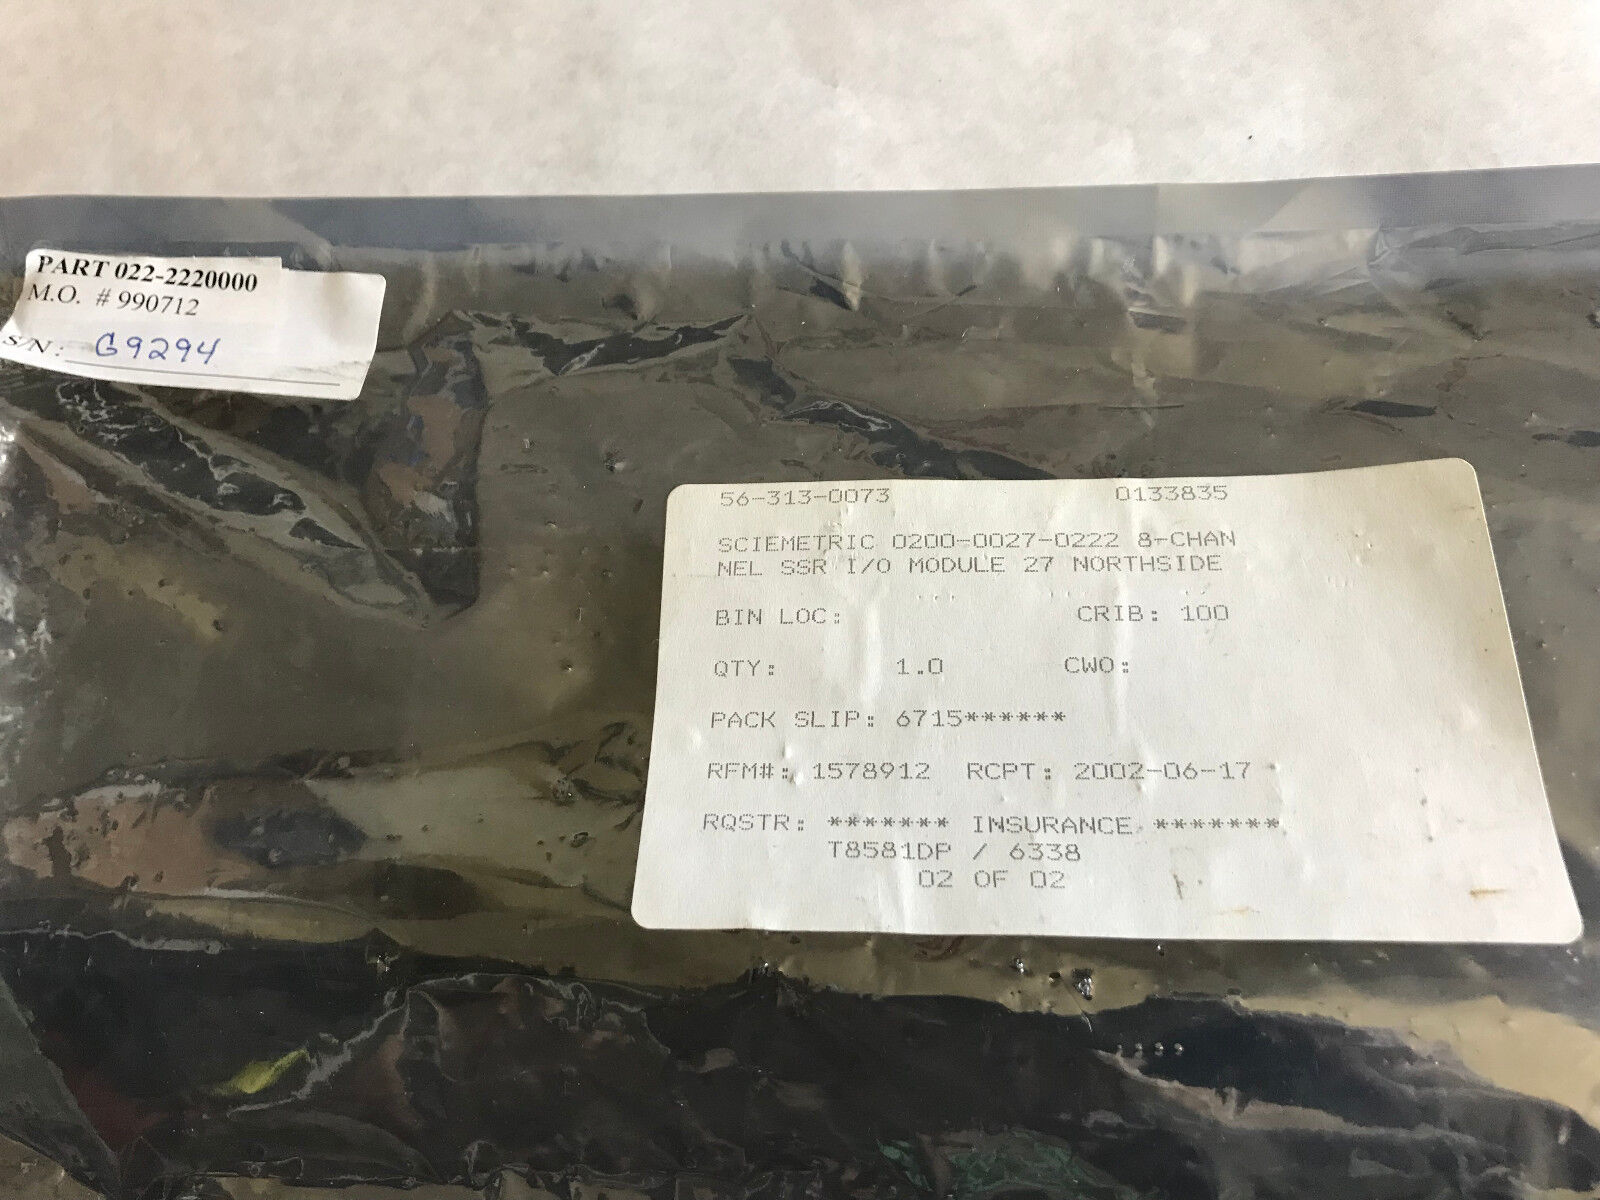 PART 022-2220000
M.O. # 990712
S/N: G9294
56-313-0073 0133835
SCIEMETRIC 0200-0027-0222 8-CHAN
NEL SSR I/O MODULE 27 NORTHSIDE
BIN LOC: CRIB: 100
QTY: 1.0 CWO:
PACK SLIP: 6715******
RFM#: 1578912 RCPT: 2002-06-17
RQSTR: ******* INSURANCE *******
T8581DP / 6338
02 OF 02